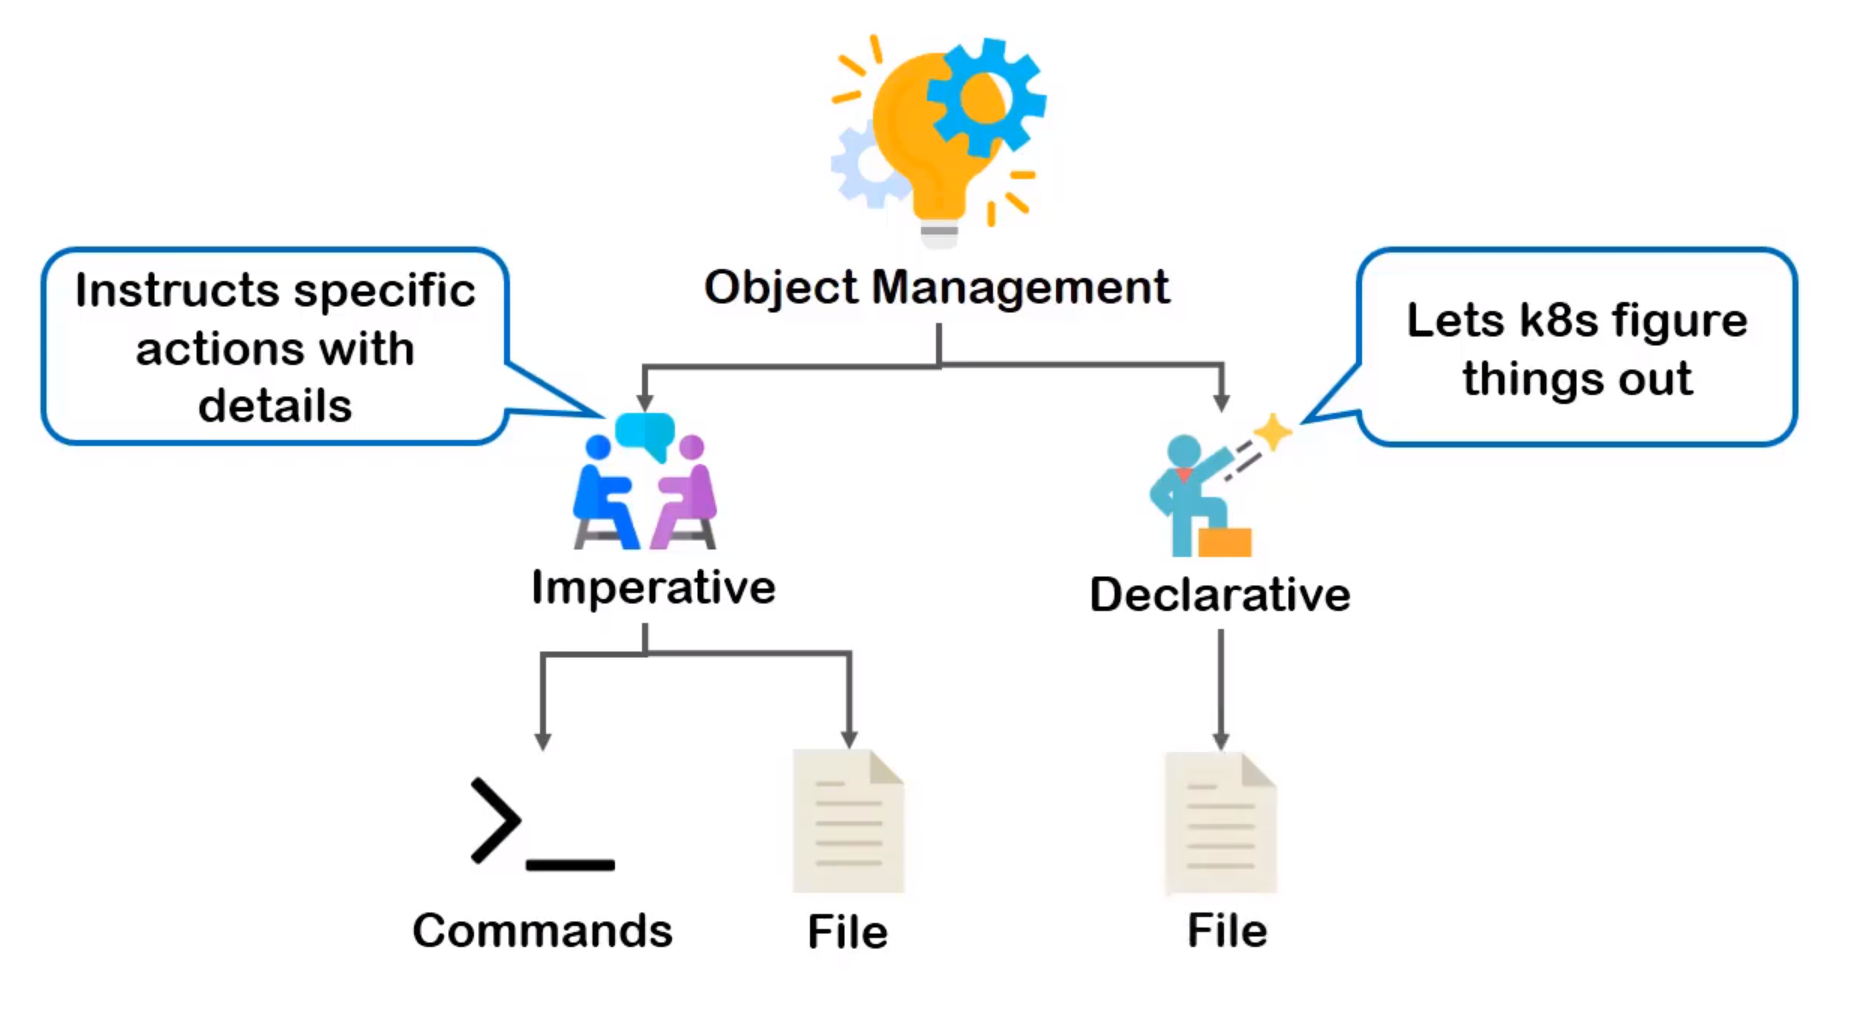 Object Management
Instructs specific
actions with
details
Lets k8s figure
things out
Imperative
Declarative
Commands
File
File